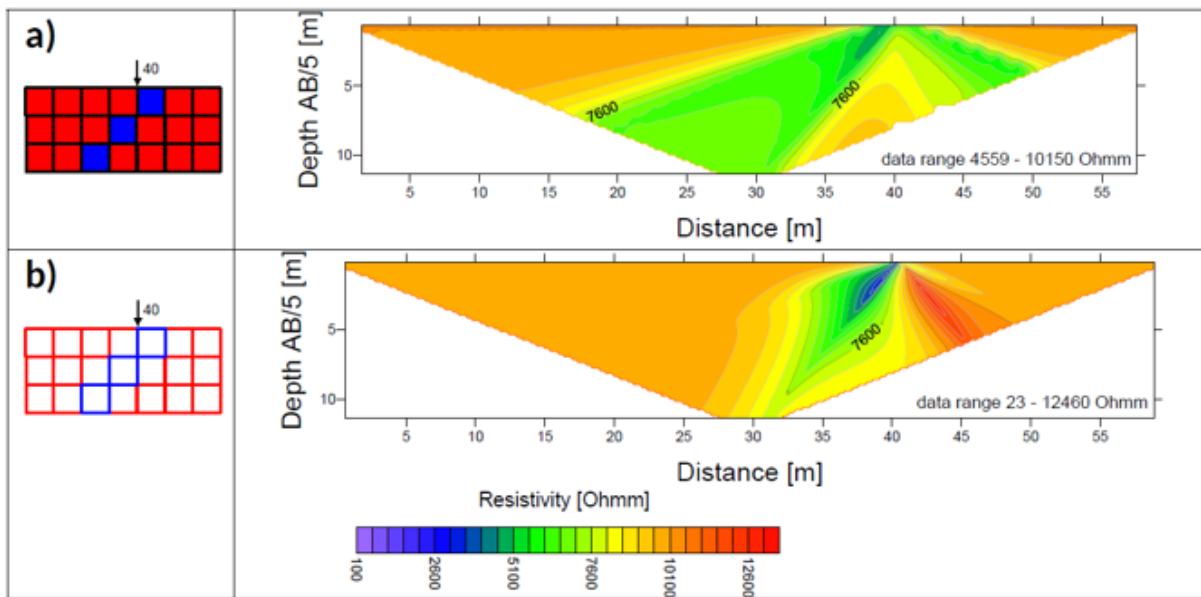 a)
40
Depth AB/5 [m]
5
10
7600
7600
data range 4559 - 10150 Ohmm
5 10 15 20 25 30 35 40 45 50 55
Distance [m]
b)
40
Depth AB/5 [m]
5
10
7600
data range 23 - 12460 Ohmm
5 10 15 20 25 30 35 40 45 50 55
Distance [m]
Resistivity [Ohmm]
100 2600 5100 7600 10100 12600